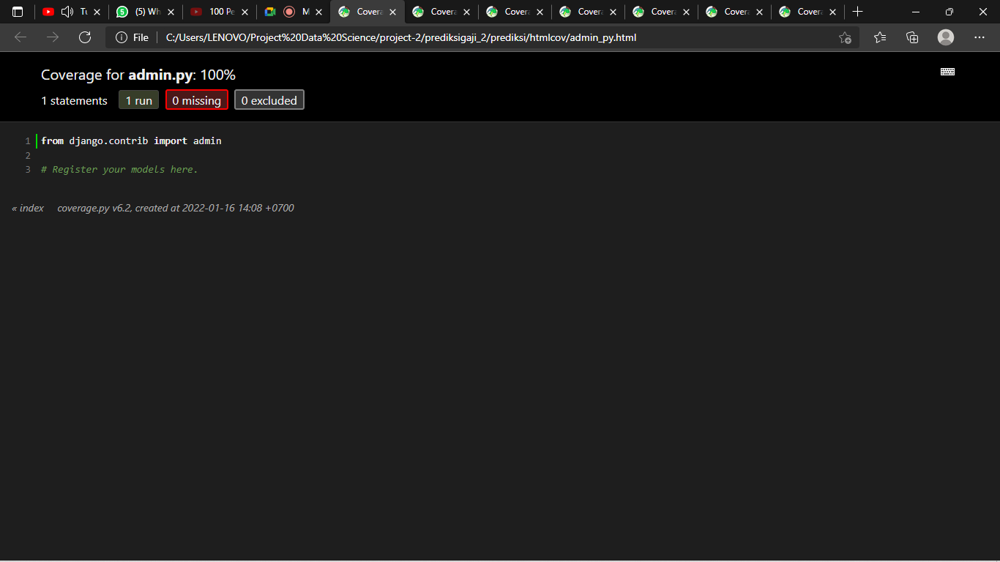 Tu
(5) Wh
100 Pe
M
Covera
Covera
Covera
Covera
Covera
Covera
Covera
File
C:/Users/LENOVO/Project%20Data%20Science/project-2/prediksigaji_2/prediksi/htmlcov/admin_py.html
Coverage for admin.py: 100%
1 statements 1 run 0 missing 0 excluded
1 from django.contrib import admin
2
3 # Register your models here.
« index coverage.py v6.2, created at 2022-01-16 14:08 +0700